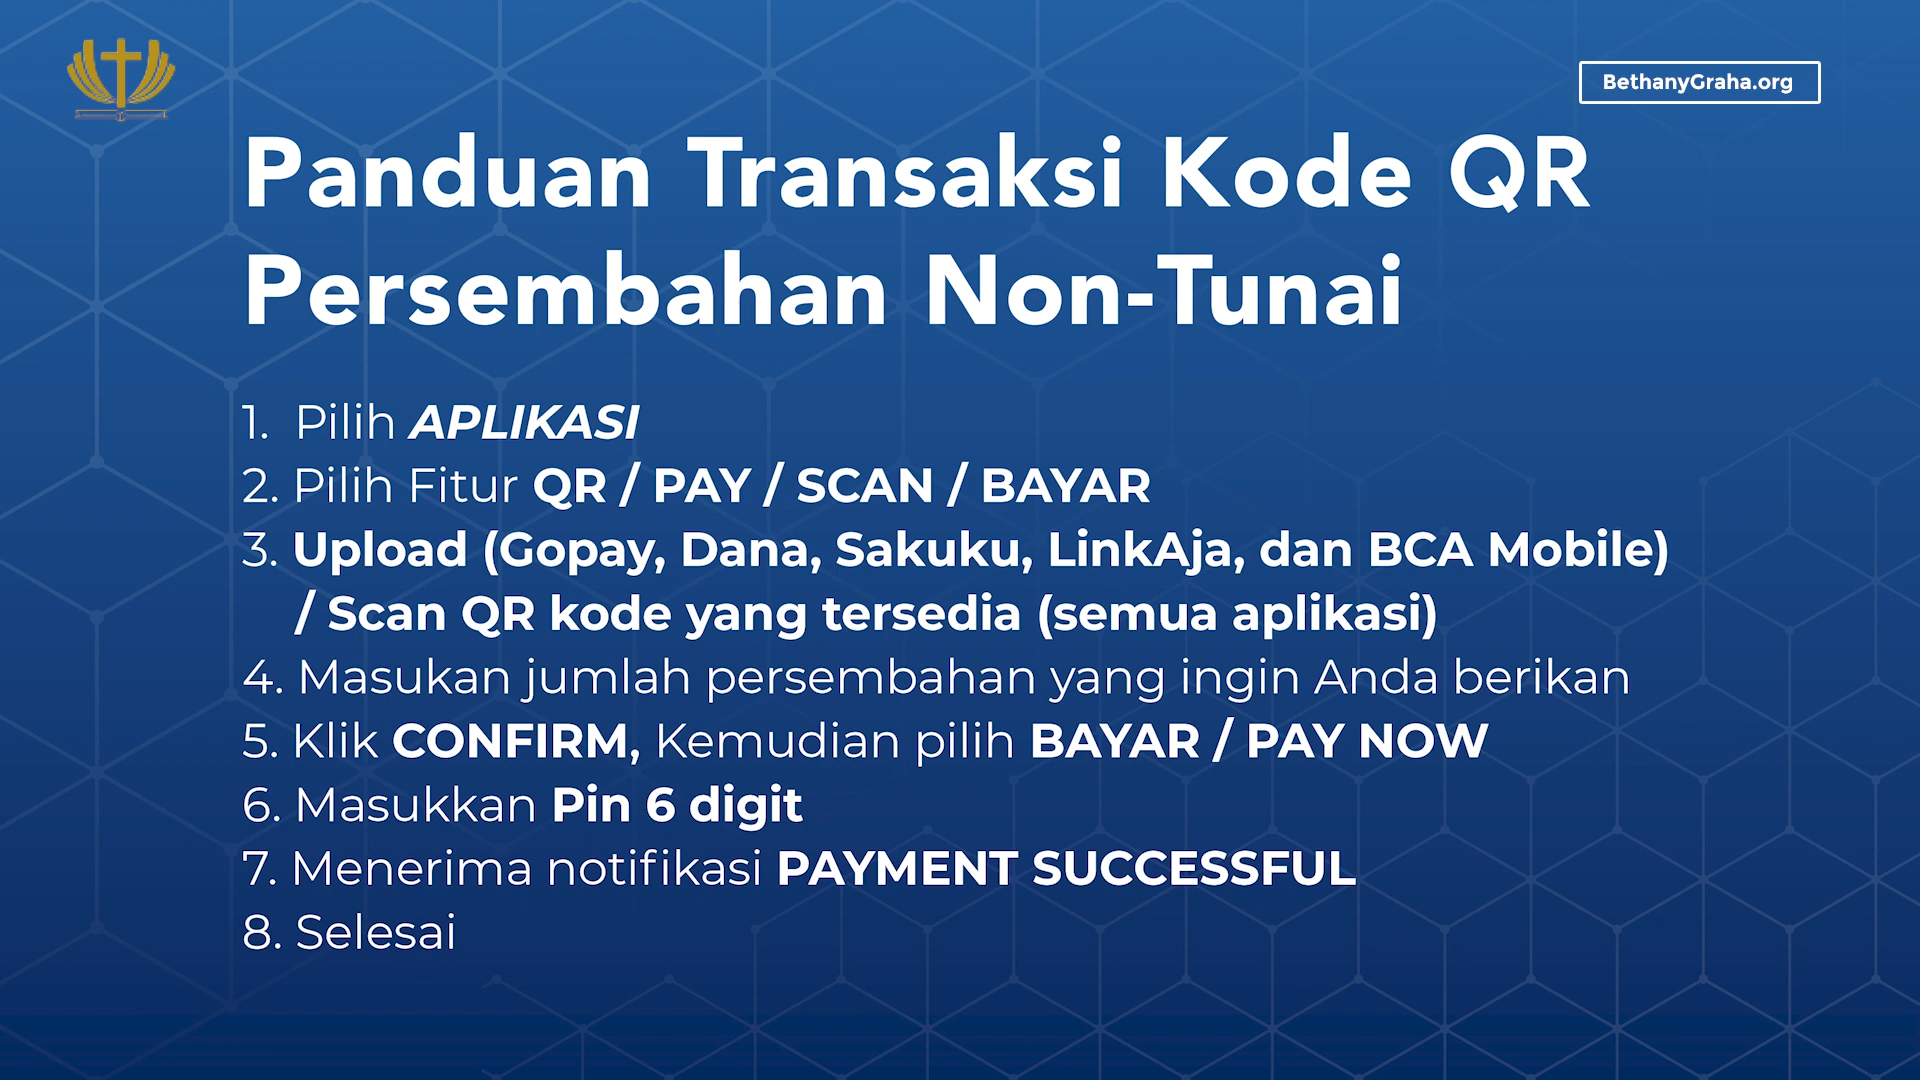 BethanyGraha.org
Panduan Transaksi Kode QR
Persembahan Non-Tunai
1. Pilih APLIKASI
2. Pilih Fitur QR / PAY / SCAN / BAYAR
3. Upload (Gopay, Dana, Sakuku, LinkAja, dan BCA Mobile)
/ Scan QR kode yang tersedia (semua aplikasi)
4. Masukan jumlah persembahan yang ingin Anda berikan
5. Klik CONFIRM, Kemudian pilih BAYAR / PAY NOW
6. Masukkan Pin 6 digit
7. Menerima notifikasi PAYMENT SUCCESSFUL
8. Selesai